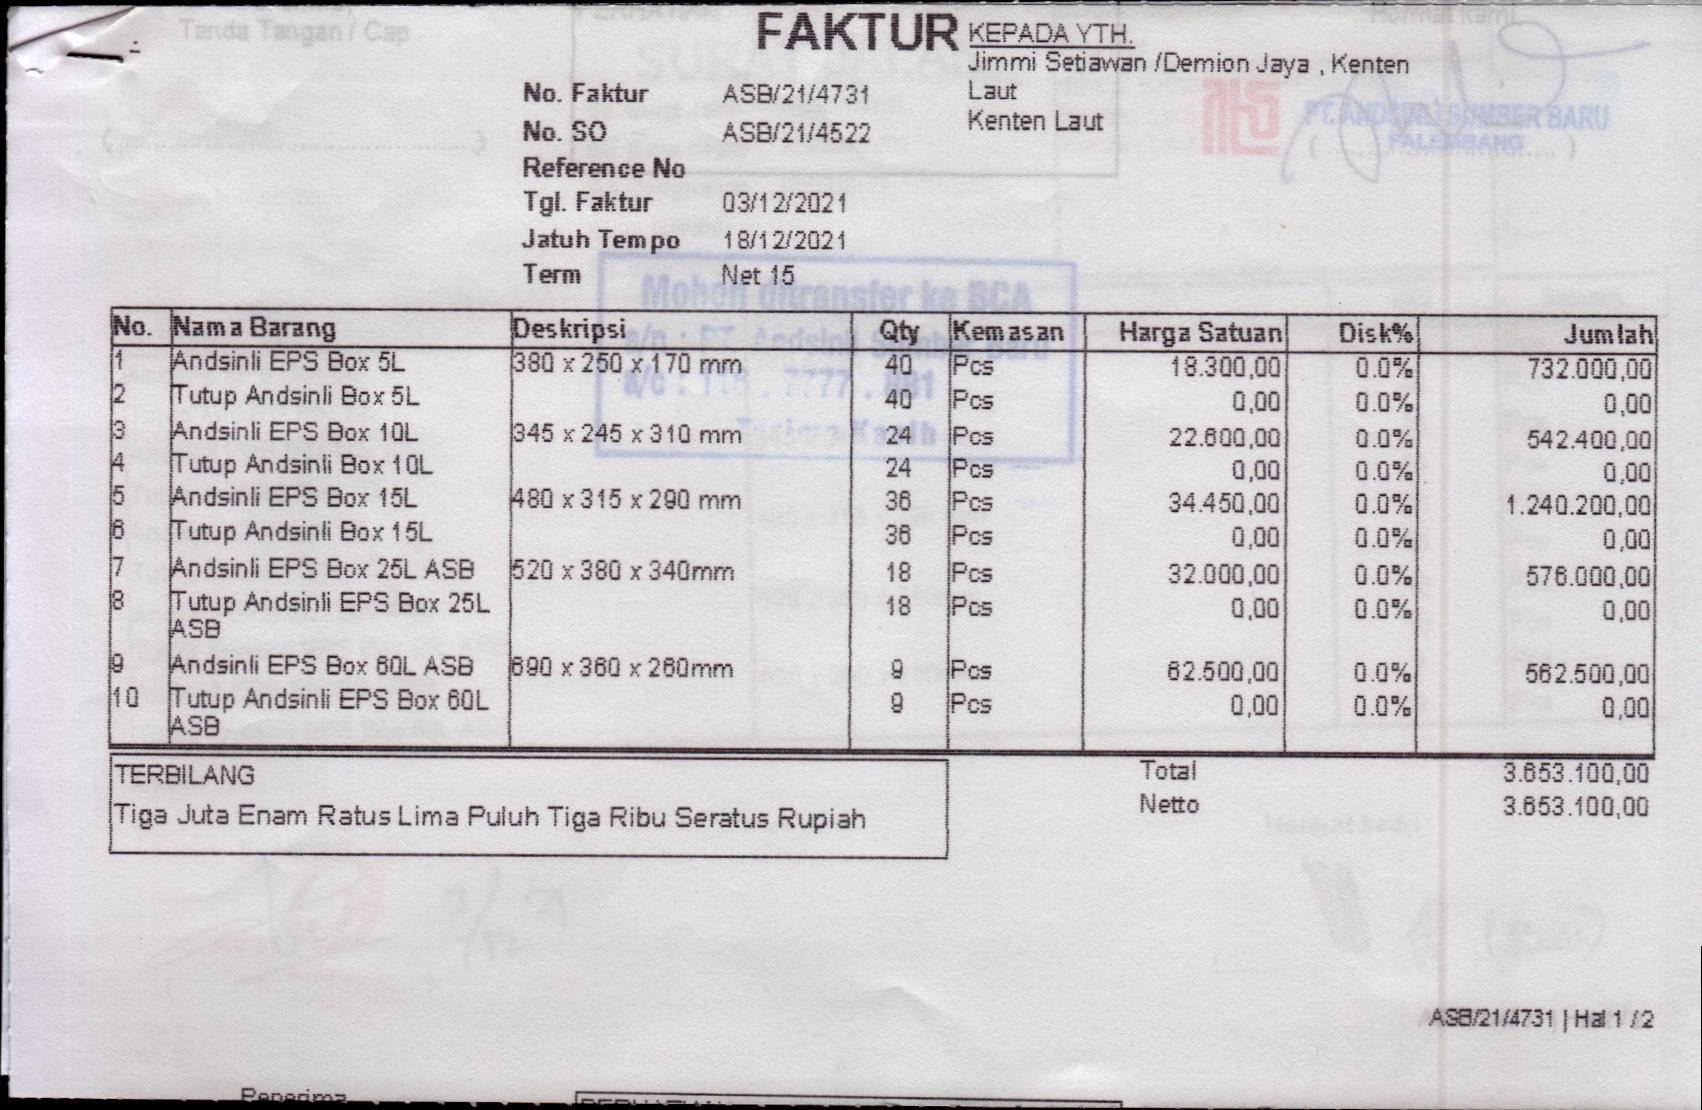 Tanda Tangan / Cap
FAKTUR
KEPADA YTH.
Jimmi Setiawan /Demion Jaya , Kenten
Laut
Kenten Laut
No. Faktur ASB/21/4731
No. SO ASB/21/4522
Reference No
Tgl. Faktur 03/12/2021
Jatuh Tempo 18/12/2021
Term Net 15
PT. ANDSINLI SUMBER BARU
PALEMBANG
Mohon ditransfer ke BCA
a/n : PT. Andsinli Sumber Baru
Terima Kasih
No. Nama Barang Deskripsi Qty Kemasan Harga Satuan Disk% Jumlah
1 Andsinli EPS Box 5L 380 x 250 x 170 mm 40 Pcs 18.300,00 0.0% 732.000,00
2 Tutup Andsinli Box 5L 40 Pcs 0,00 0.0% 0,00
3 Andsinli EPS Box 10L 345 x 245 x 310 mm 24 Pcs 22.600,00 0.0% 542.400,00
4 Tutup Andsinli Box 10L 24 Pcs 0,00 0.0% 0,00
5 Andsinli EPS Box 15L 480 x 315 x 290 mm 36 Pcs 34.450,00 0.0% 1.240.200,00
6 Tutup Andsinli Box 15L 36 Pcs 0,00 0.0% 0,00
7 Andsinli EPS Box 25L ASB 520 x 380 x 340mm 18 Pcs 32.000,00 0.0% 576.000,00
8 Tutup Andsinli EPS Box 25L 18 Pcs 0,00 0.0% 0,00
ASB
9 Andsinli EPS Box 60L ASB 690 x 360 x 260mm 9 Pcs 62.500,00 0.0% 562.500,00
10 Tutup Andsinli EPS Box 60L 9 Pcs 0,00 0.0% 0,00
ASB
TERBILANG
Tiga Juta Enam Ratus Lima Puluh Tiga Ribu Seratus Rupiah
Total 3.653.100,00
Netto 3.653.100,00
ASB/21/4731 | Hal 1 / 2
Penerima
PERHATIAN